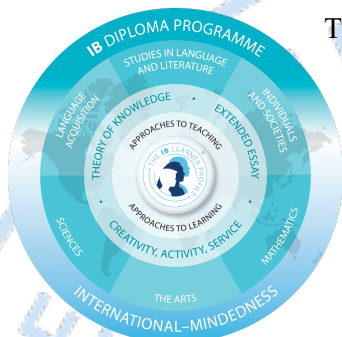 T
IB DIPLOMA PROGRAMME
STUDIES IN LANGUAGE
AND LITERATURE
LANGUAGE
ACQUISITION
INDIVIDUALS
AND SOCIETIES
THEORY OF KNOWLEDGE
EXTENDED ESSAY
APPROACHES TO TEACHING
THE IB LEARNER PROFILE
APPROACHES TO LEARNING
CREATIVITY, ACTIVITY, SERVICE
SCIENCES
MATHEMATICS
THE ARTS
INTERNATIONAL–MINDEDNESS